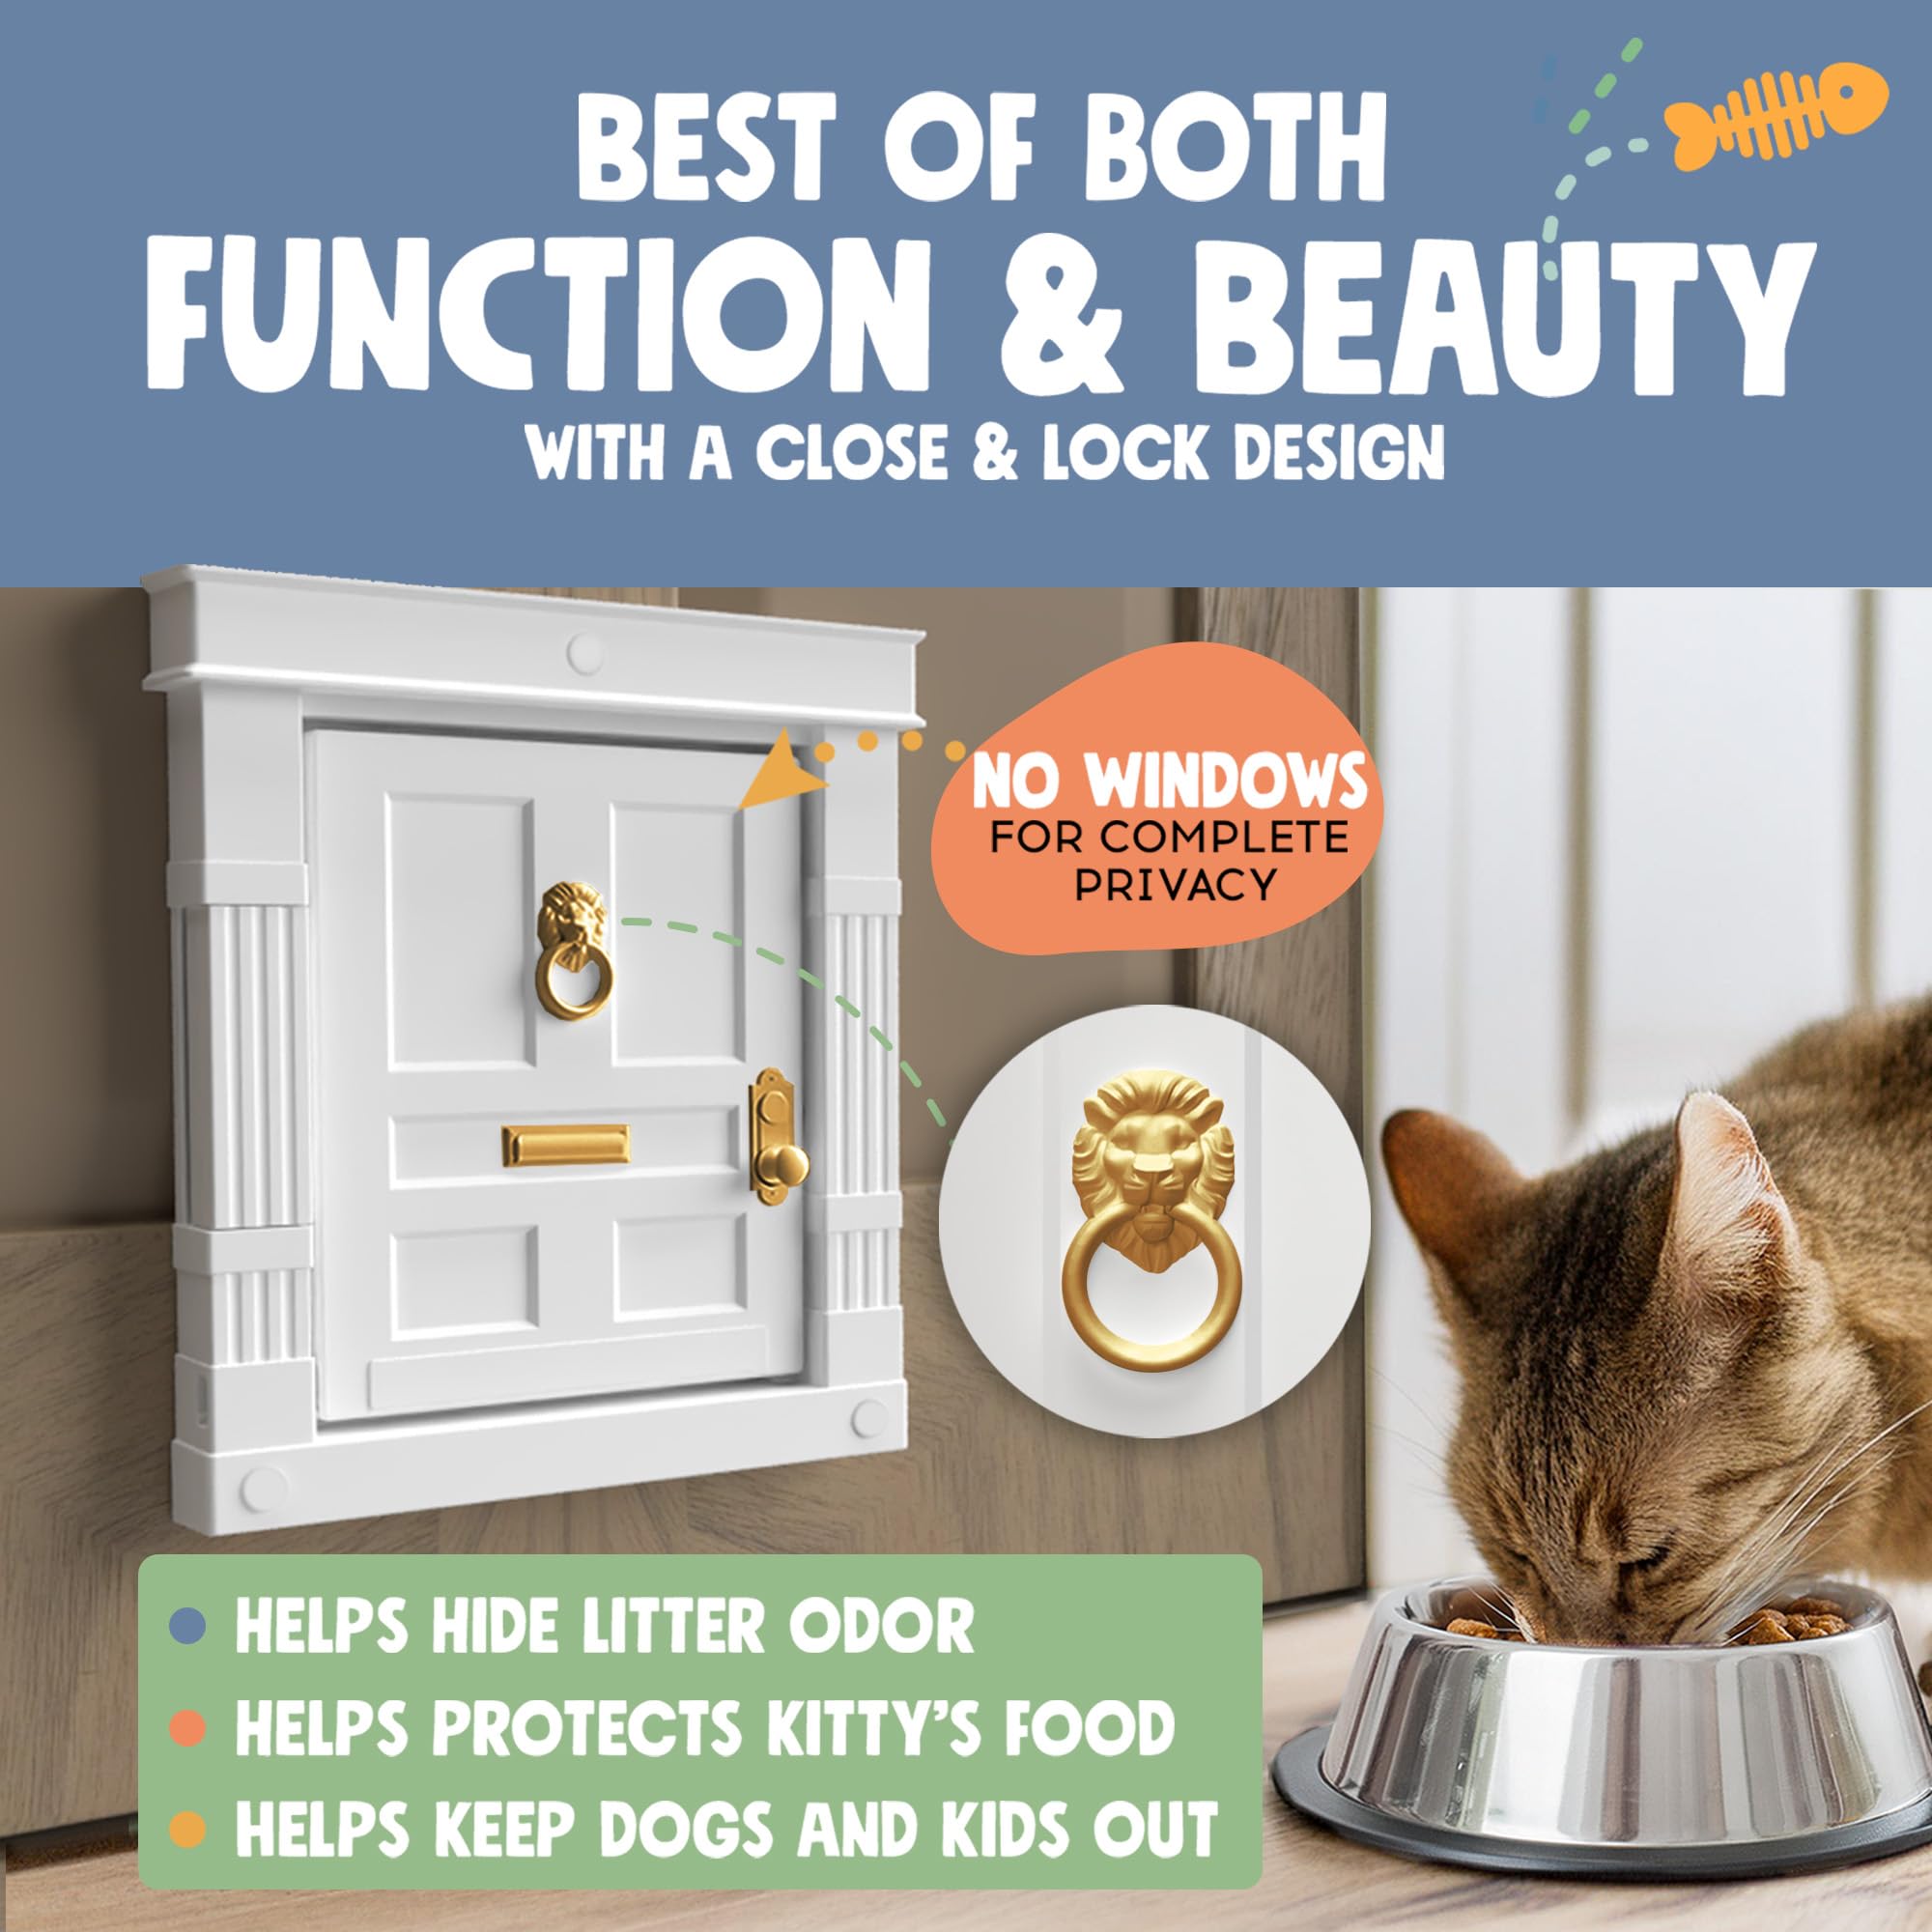 BEST OF BOTH
FUNCTION & BEAUTY
WITH A CLOSE & LOCK DESIGN
NO WINDOWS
FOR COMPLETE
PRIVACY
HELPS HIDE LITTER ODOR
HELPS PROTECTS KITTY'S FOOD
HELPS KEEP DOGS AND KIDS OUT